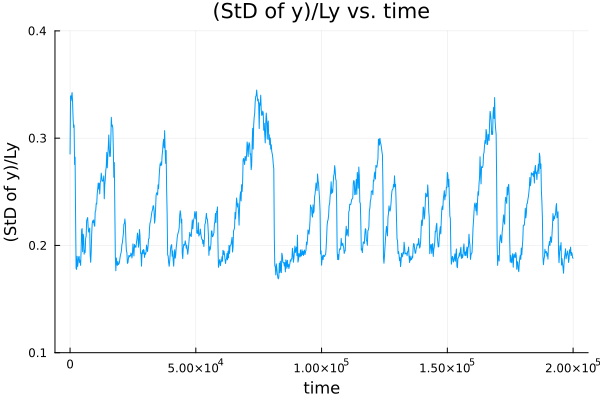 (StD of y)/Ly vs. time
(StD of y)/Ly
0.4
0.3
0.2
0.1
0 5.00×10⁴ 1.00×10⁵ 1.50×10⁵ 2.00×10⁵
time